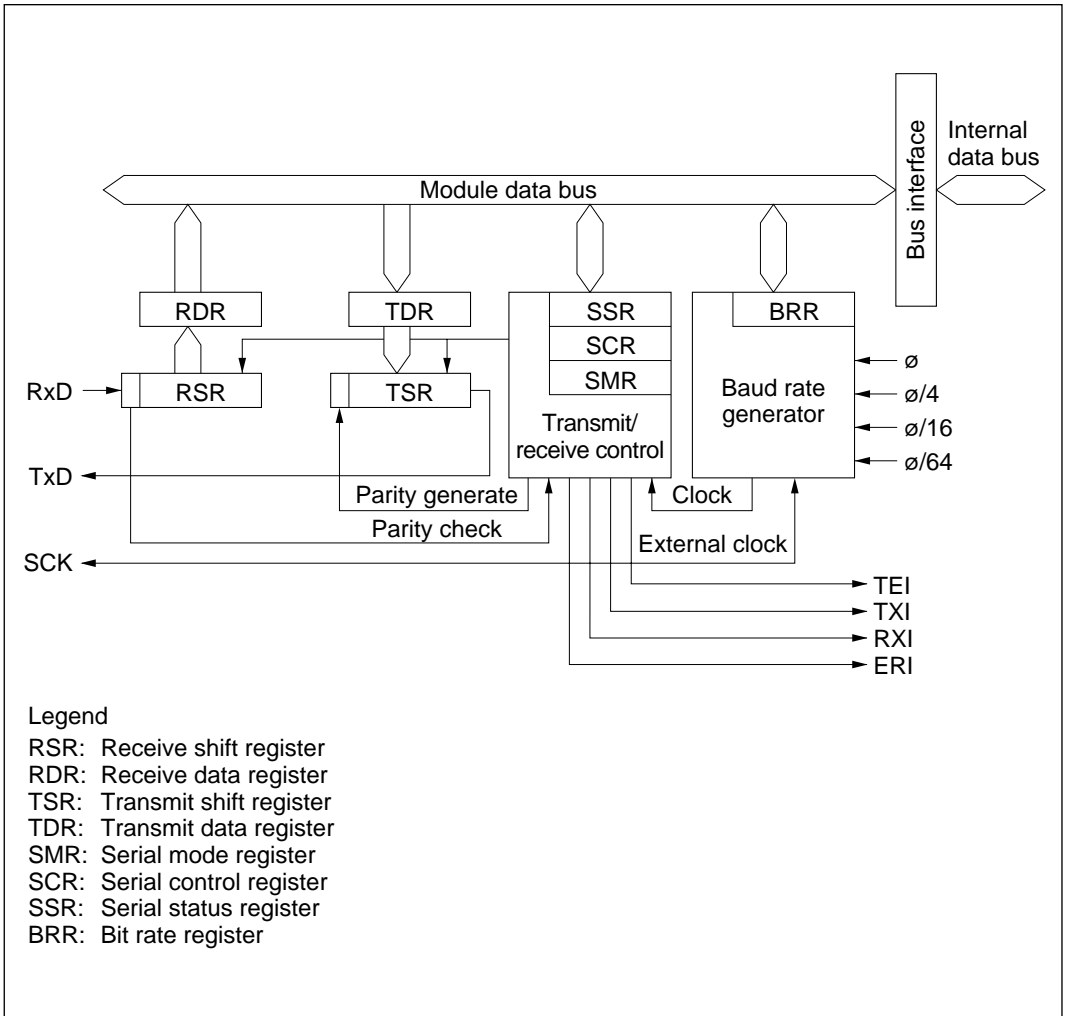 Internal
data bus
Bus interface
Module data bus
RDR
TDR
SSR
BRR
SCR
SMR
RxD
RSR
TSR
Baud rate
generator
ø
ø/4
ø/16
ø/64
Transmit/
receive control
TxD
Parity generate
Clock
Parity check
External clock
SCK
TEI
TXI
RXI
ERI
Legend
RSR: Receive shift register
RDR: Receive data register
TSR: Transmit shift register
TDR: Transmit data register
SMR: Serial mode register
SCR: Serial control register
SSR: Serial status register
BRR: Bit rate register